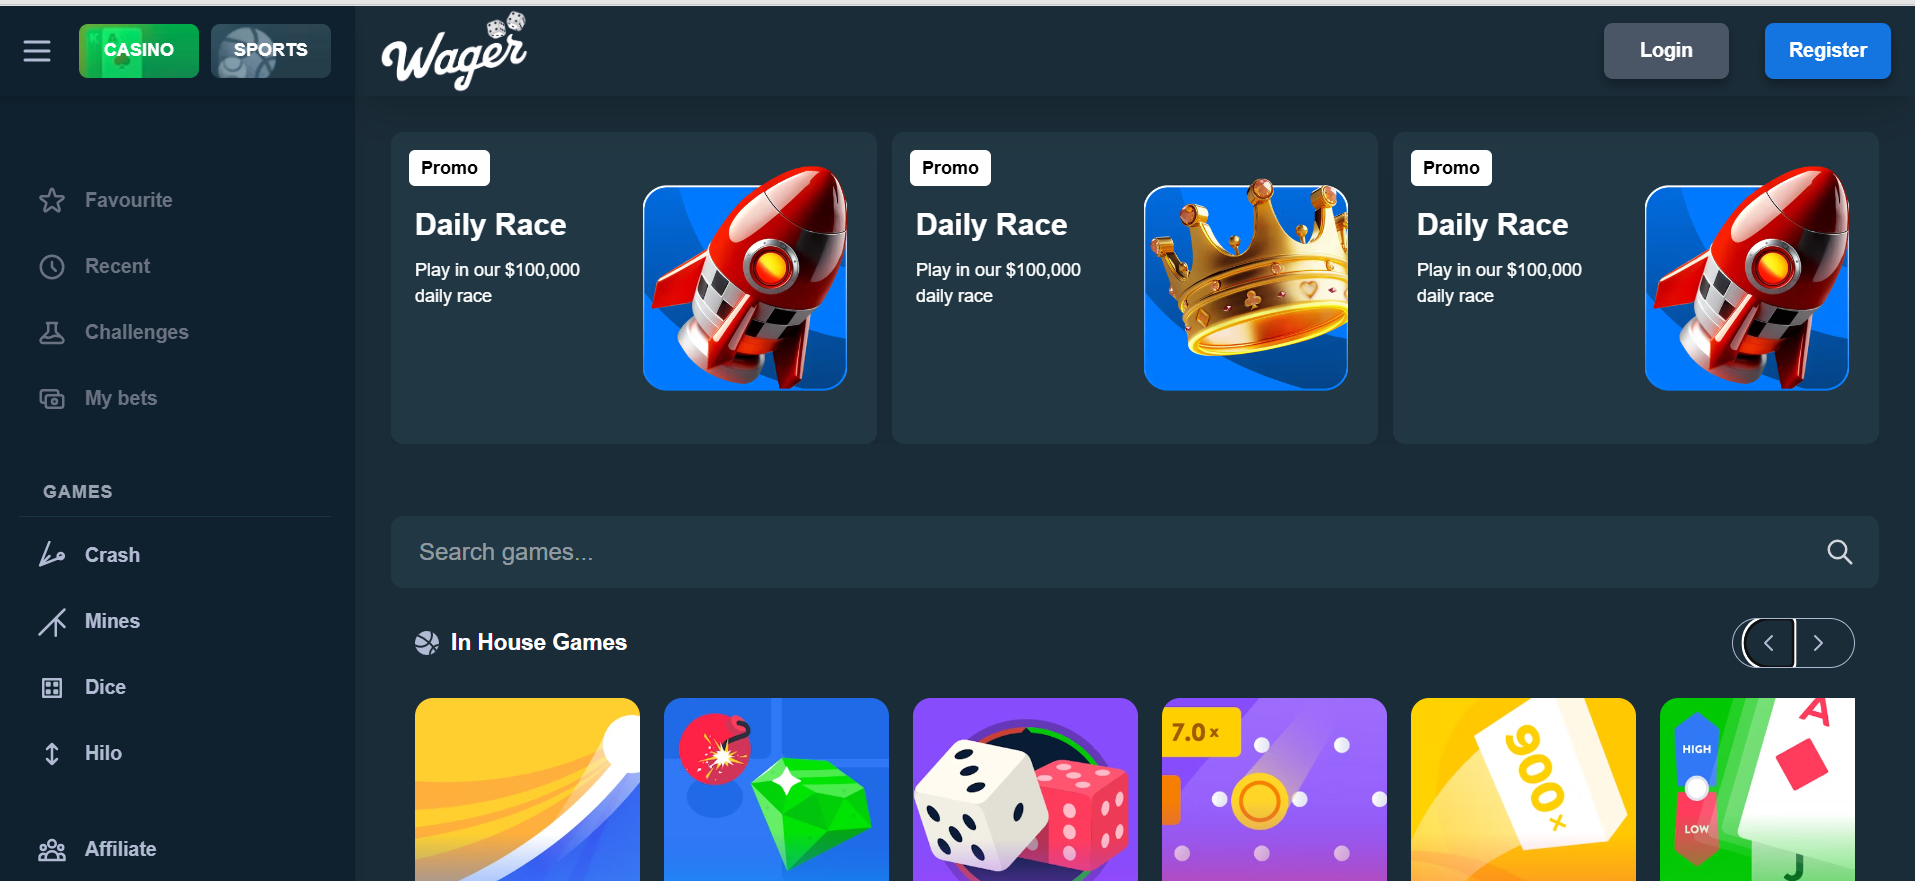 CASINO
SPORTS
Wager
Login
Register
Favourite
Recent
Challenges
My bets
GAMES
Crash
Mines
Dice
Hilo
Affiliate
Promo
Daily Race
Play in our $100,000
daily race
Promo
Daily Race
Play in our $100,000
daily race
Promo
Daily Race
Play in our $100,000
daily race
Search games...
In House Games
7.0x
900x
HIGH
LOW
A
J